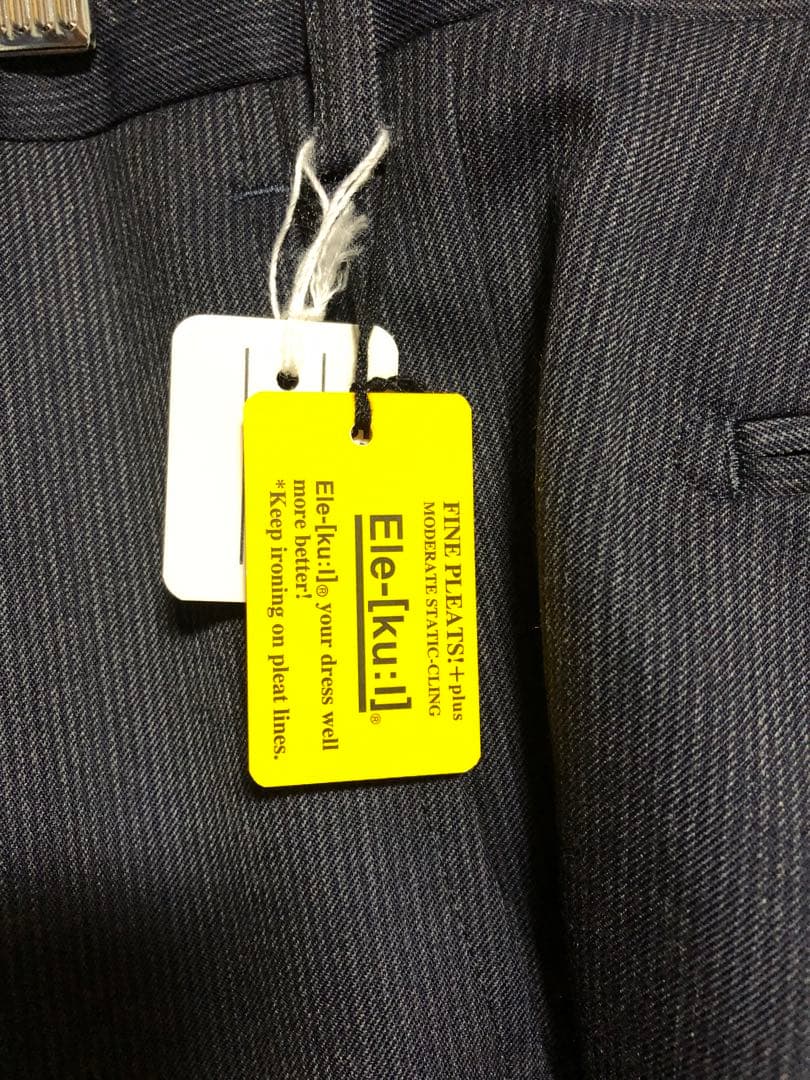 FINE PLEATS!+plus
MODERATE STATIC-CLING
Ele-[ku:l]®
Ele-[ku:l]® your dress well
more better!
*Keep ironing on pleat lines.